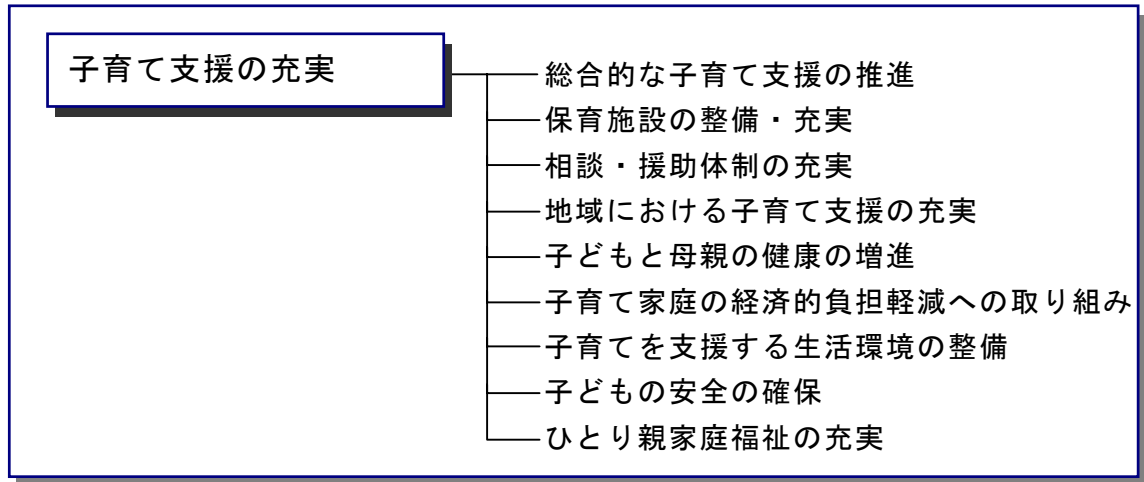 子育て支援の充実
総合的な子育て支援の推進
保育施設の整備・充実
相談・援助体制の充実
地域における子育て支援の充実
子どもと母親の健康の増進
子育て家庭の経済的負担軽減への取り組み
子育てを支援する生活環境の整備
子どもの安全の確保
ひとり親家庭福祉の充実